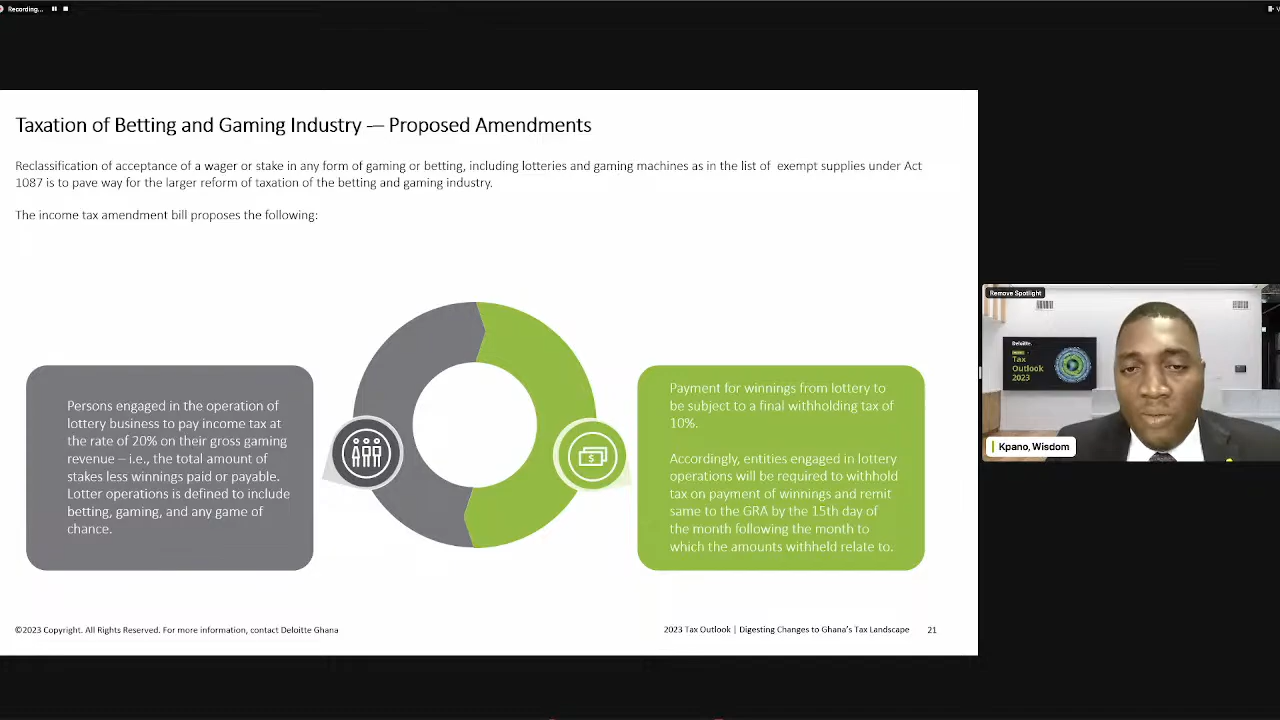 Recording...
Taxation of Betting and Gaming Industry — Proposed Amendments
Reclassification of acceptance of a wager or stake in any form of gaming or betting, including lotteries and gaming machines as in the list of exempt supplies under Act
1087 is to pave way for the larger reform of taxation of the betting and gaming industry.
The income tax amendment bill proposes the following:
Persons engaged in the operation of
lottery business to pay income tax at
the rate of 20% on their gross gaming
revenue – i.e., the total amount of
stakes less winnings paid or payable.
Lotter operations is defined to include
betting, gaming, and any game of
chance.
$
Payment for winnings from lottery to
be subject to a final withholding tax of
10%.
Accordingly, entities engaged in lottery
operations will be required to withhold
tax on payment of winnings and remit
same to the GRA by the 15th day of
the month following the month to
which the amounts withheld relate to.
©2023 Copyright. All Rights Reserved. For more information, contact Deloitte Ghana
2023 Tax Outlook | Digesting Changes to Ghana's Tax Landscape
21
Remove Spotlight
Deloitte.
Tax
Outlook
2023
Kpano, Wisdom